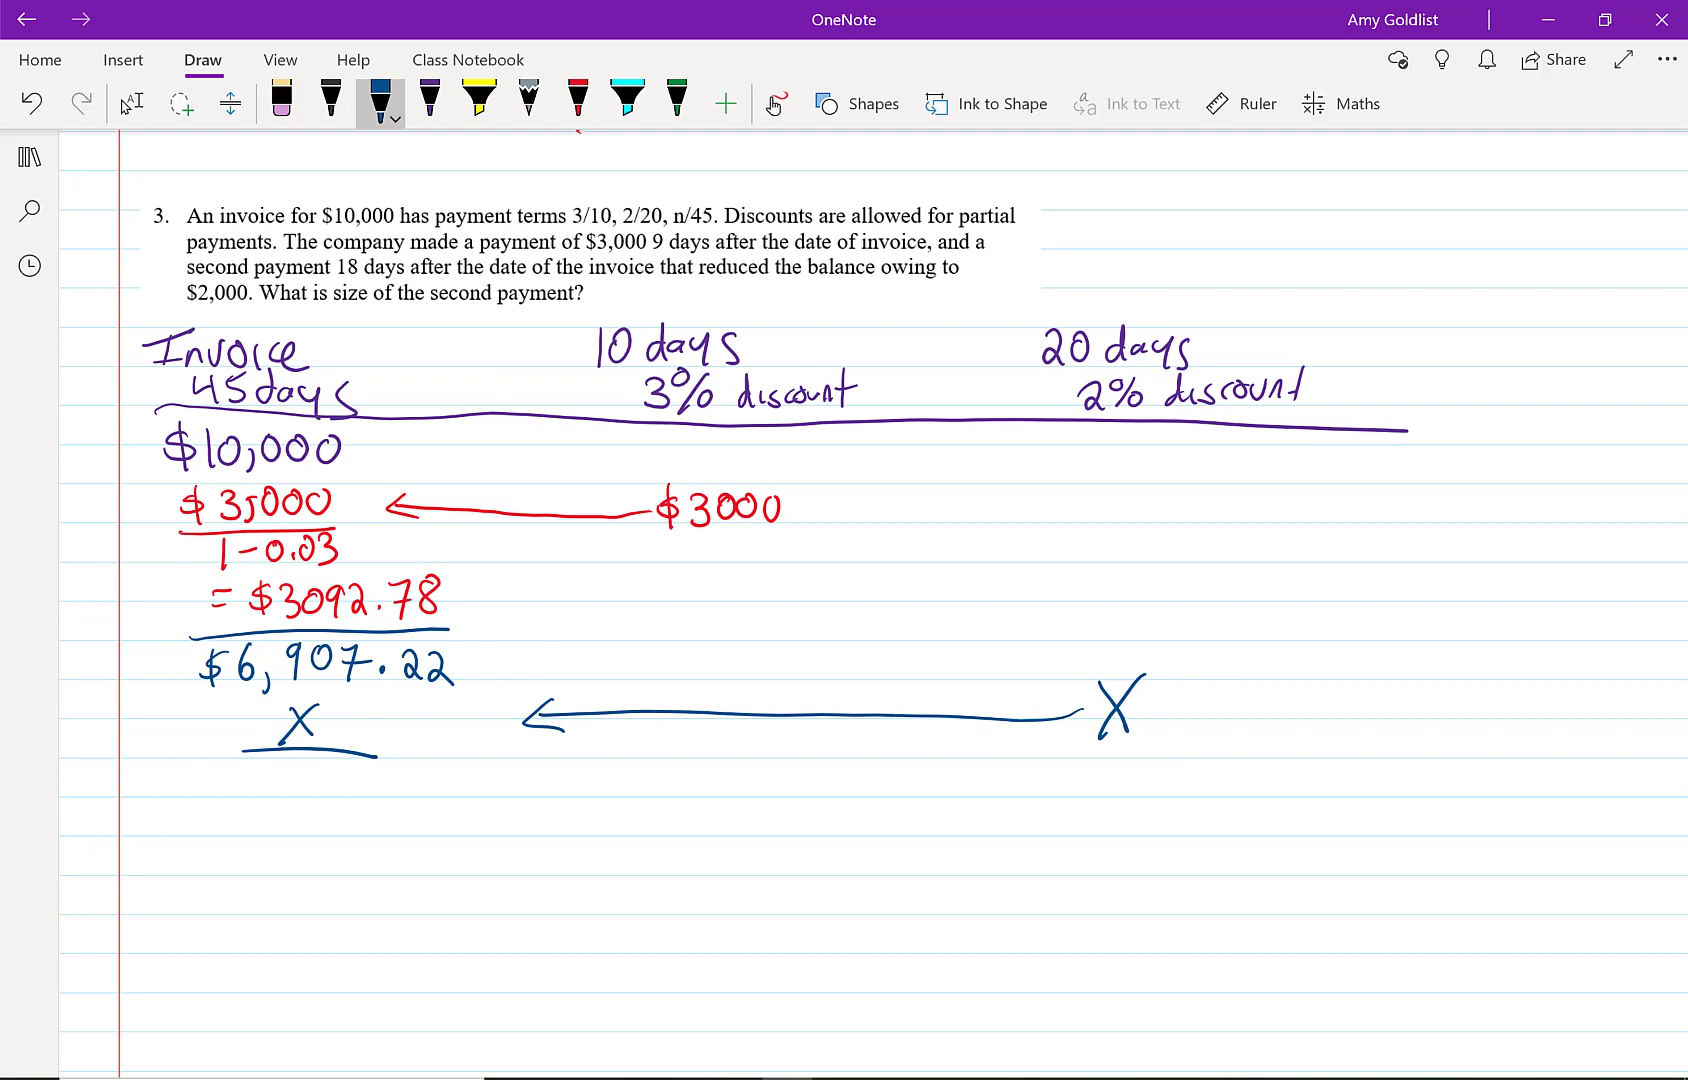 OneNote
Amy Goldlist
Home Insert Draw View Help Class Notebook
Share
Shapes Ink to Shape Ink to Text Ruler Maths
3. An invoice for $10,000 has payment terms 3/10, 2/20, n/45. Discounts are allowed for partial
payments. The company made a payment of $3,000 9 days after the date of invoice, and a
second payment 18 days after the date of the invoice that reduced the balance owing to
$2,000. What is size of the second payment?
Invoice 10 days 20 days
45 days 3% discount 2% discount
$10,000
$3,000 $3000
1-0.03
= $3092.78
$6,907.22
X X